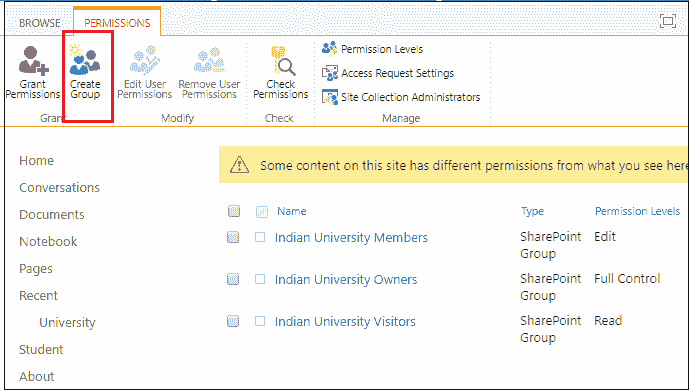 BROWSE PERMISSIONS
Grant Permissions
Create Group
Edit User Permissions
Remove User Permissions
Check Permissions
Permission Levels
Access Request Settings
Site Collection Administrators
Grant Modify Check Manage
Home
Conversations
Documents
Notebook
Pages
Recent
University
Student
About
Some content on this site has different permissions from what you see here
Name Type Permission Levels
Indian University Members SharePoint Group Edit
Indian University Owners SharePoint Group Full Control
Indian University Visitors SharePoint Group Read